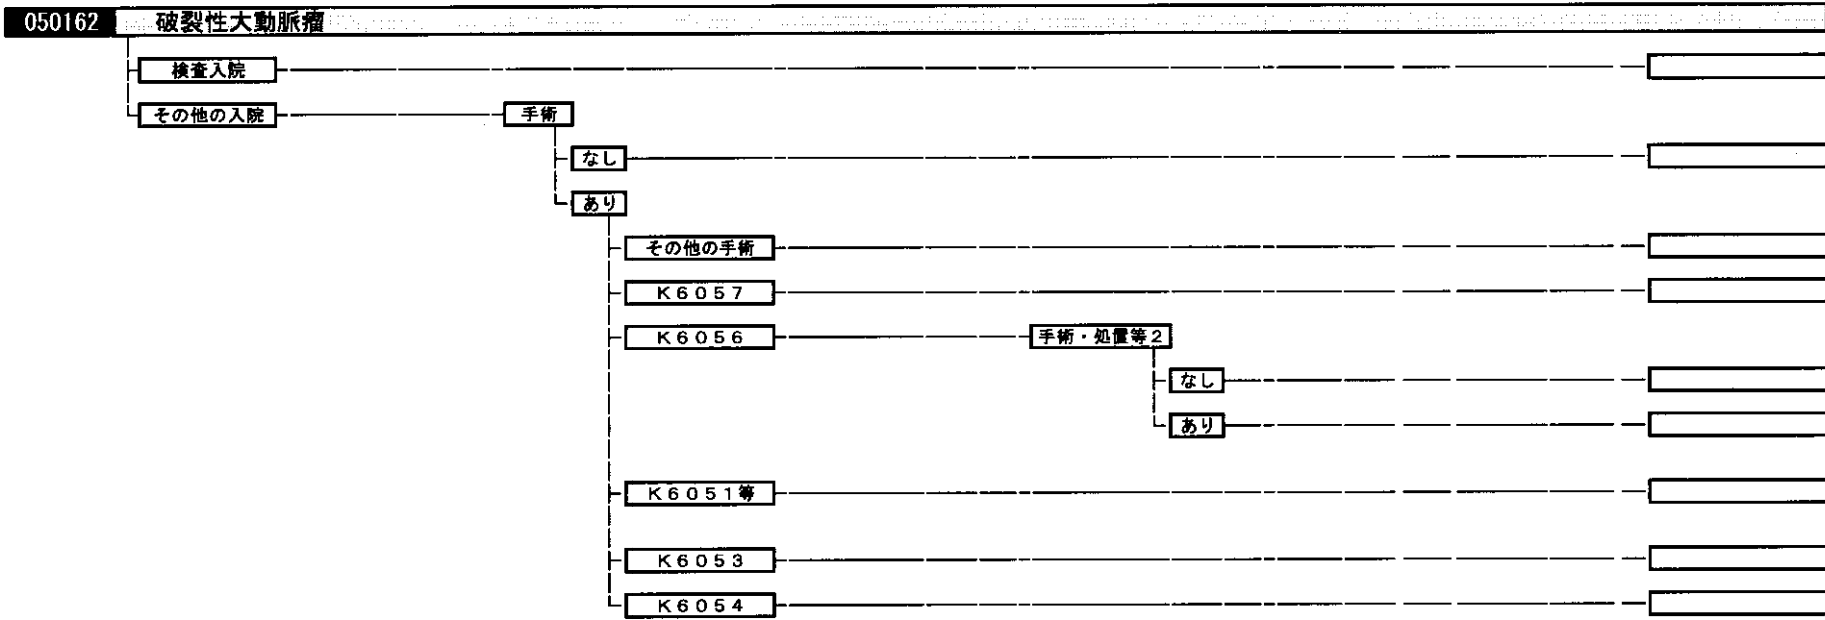 050162 破裂性大動脈瘤
検査入院
その他の入院 手術
なし
あり
その他の手術
K6057
K6056 手術・処置等2
なし
あり
K6051等
K6053
K6054